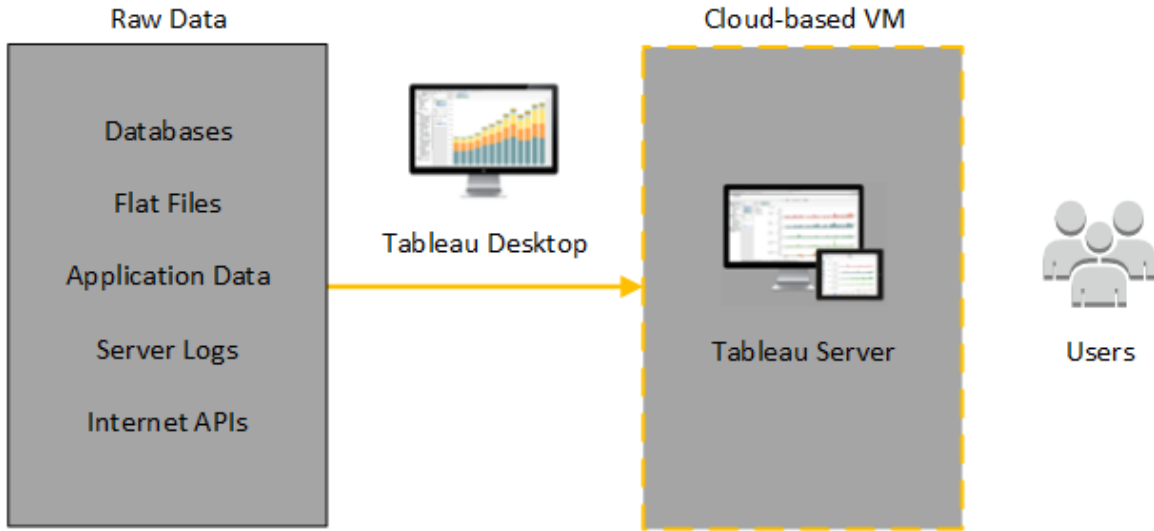 Raw Data
Databases
Flat Files
Application Data
Server Logs
Internet APIs
Tableau Desktop
Cloud-based VM
Tableau Server
Users